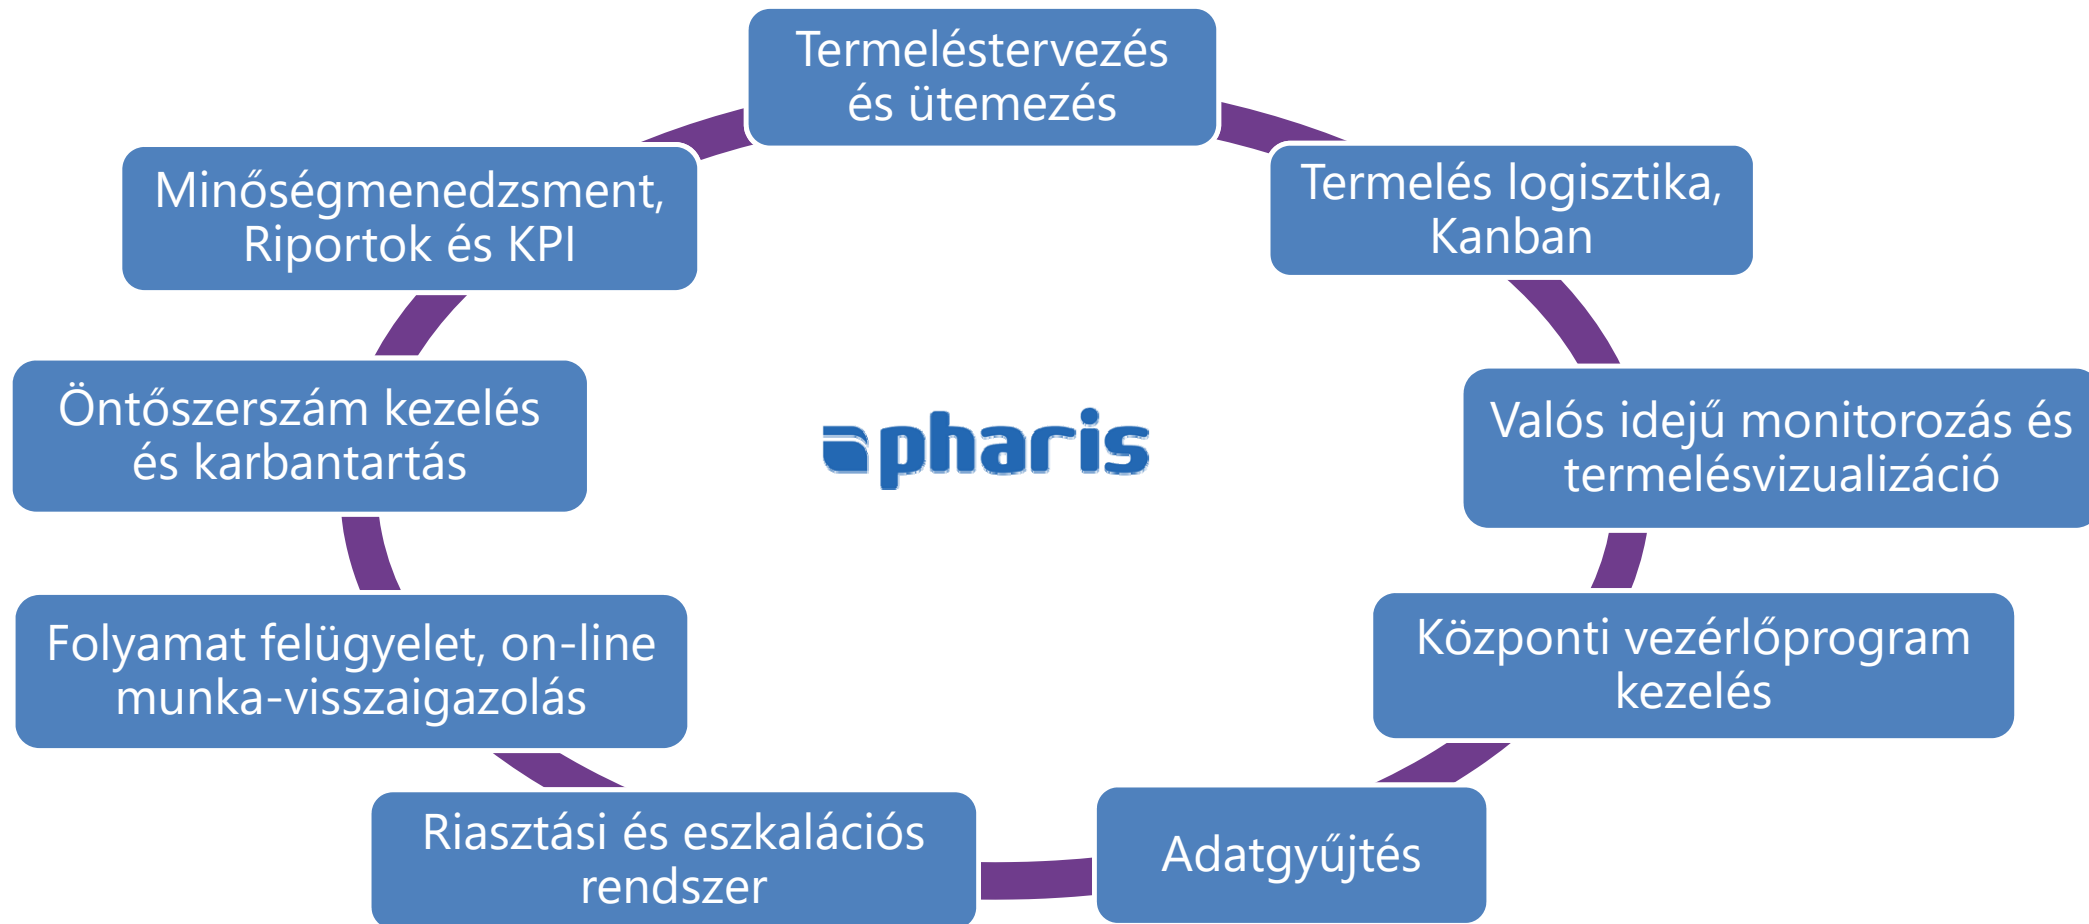 Termeléstervezés
és ütemezés
Termelés logisztika,
Kanban
Valós idejű monitorozás és
termelésvizualizáció
Központi vezérlőprogram
kezelés
Adatgyűjtés
Riasztási és eszkalációs
rendszer
Folyamat felügyelet, on-line
munka-visszaigazolás
Öntőszerszám kezelés
és karbantartás
Minőségmenedzsment,
Riportok és KPI
pharis